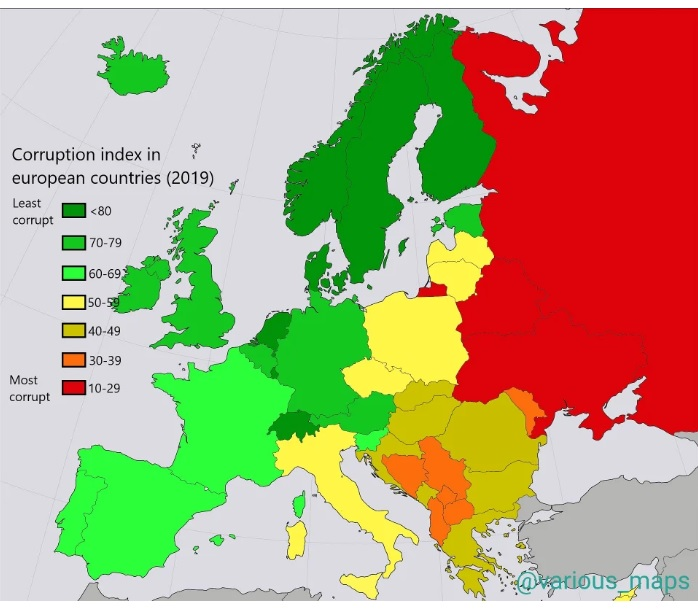 Corruption index in
european countries (2019)
Least
corrupt
<80
70-79
60-69
50-59
40-49
30-39
Most
corrupt
10-29
@various_maps